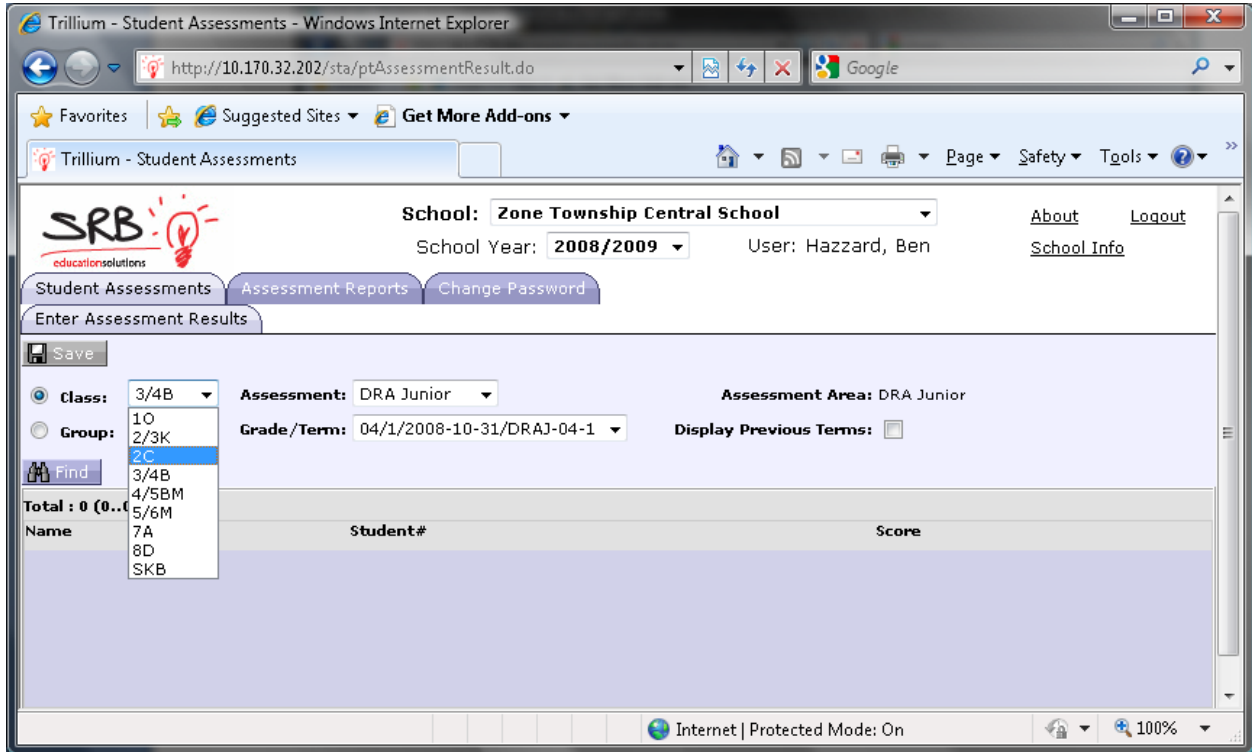 Trillium - Student Assessments - Windows Internet Explorer
http://10.170.32.202/sta/ptAssessmentResult.do Google
Favorites Suggested Sites Get More Add-ons
Trillium - Student Assessments Page Safety Tools
SRB educationsolutions
School: Zone Township Central School About Logout
School Year: 2008/2009 User: Hazzard, Ben School Info
Student Assessments Assessment Reports Change Password
Enter Assessment Results
Save
Class: 3/4B Assessment: DRA Junior Assessment Area: DRA Junior
Group: Grade/Term: 04/1/2008-10-31/DRAJ-04-1 Display Previous Terms:
1O
2/3K
2C
3/4B
4/5BM
5/6M
7A
8D
SKB
Find
Total : 0 (0..
Name Student# Score
Internet | Protected Mode: On 100%